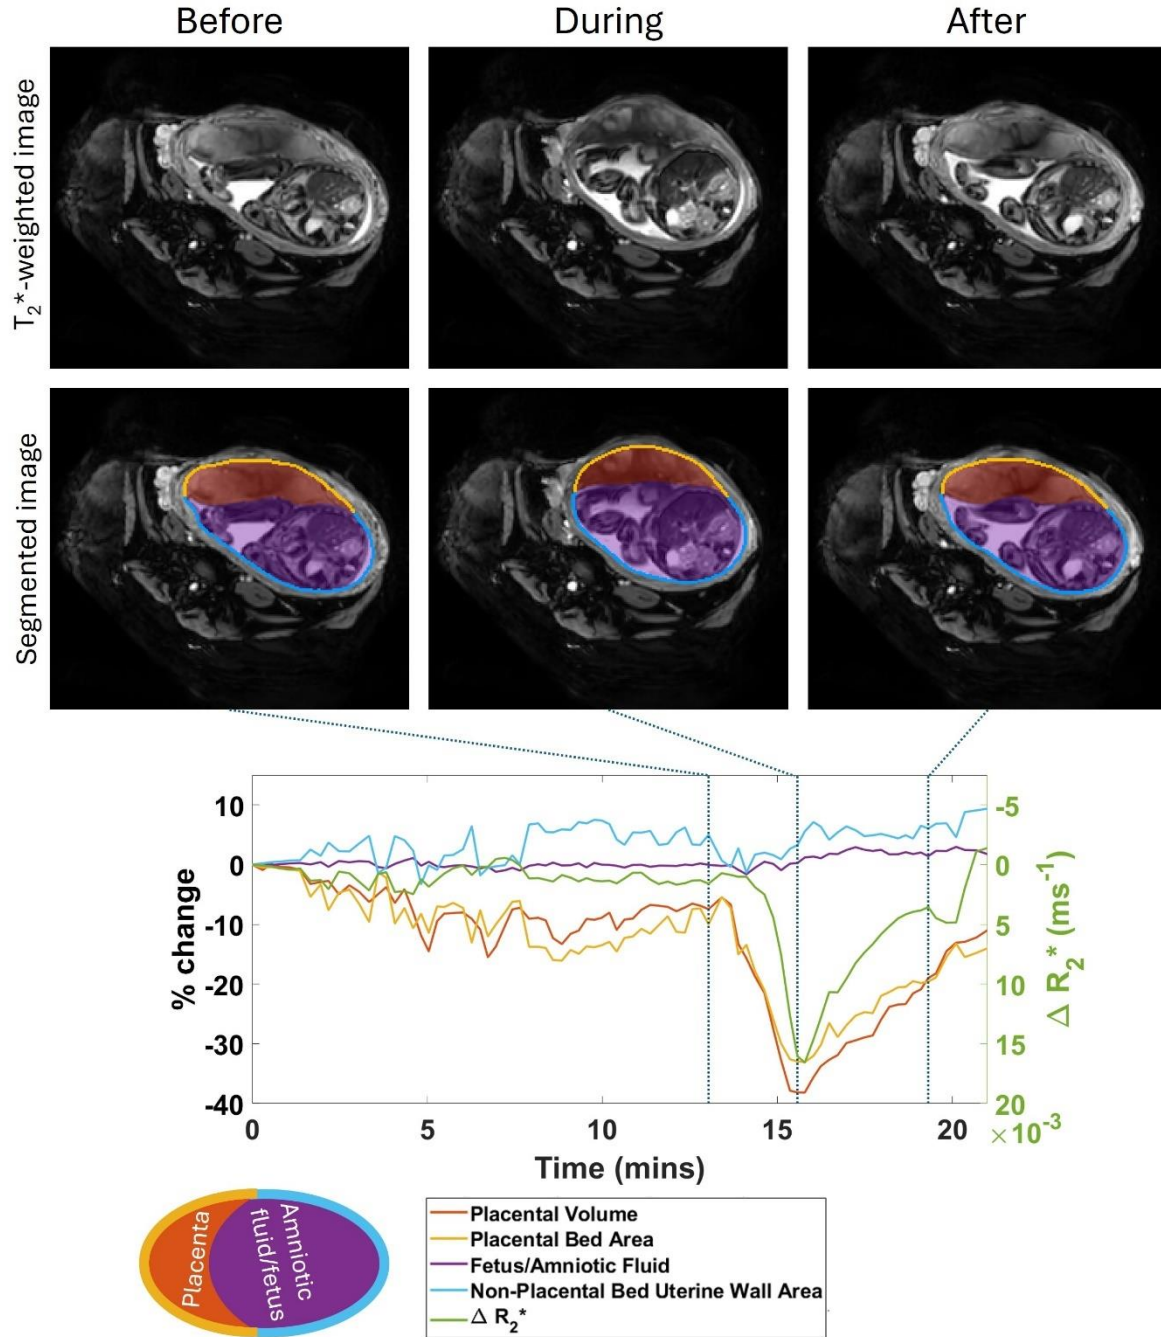 Before During After
T₂*-weighted image
Segmented image
10
0
-10
-20
-30
-40
% change
0 5 10 15 20
Time (mins)
-5
0
5
10
15
20
×10⁻³
Δ R₂* (ms⁻¹)
Placenta
Amniotic
fluid/fetus
Placental Volume
Placental Bed Area
Fetus/Amniotic Fluid
Non-Placental Bed Uterine Wall Area
Δ R₂*